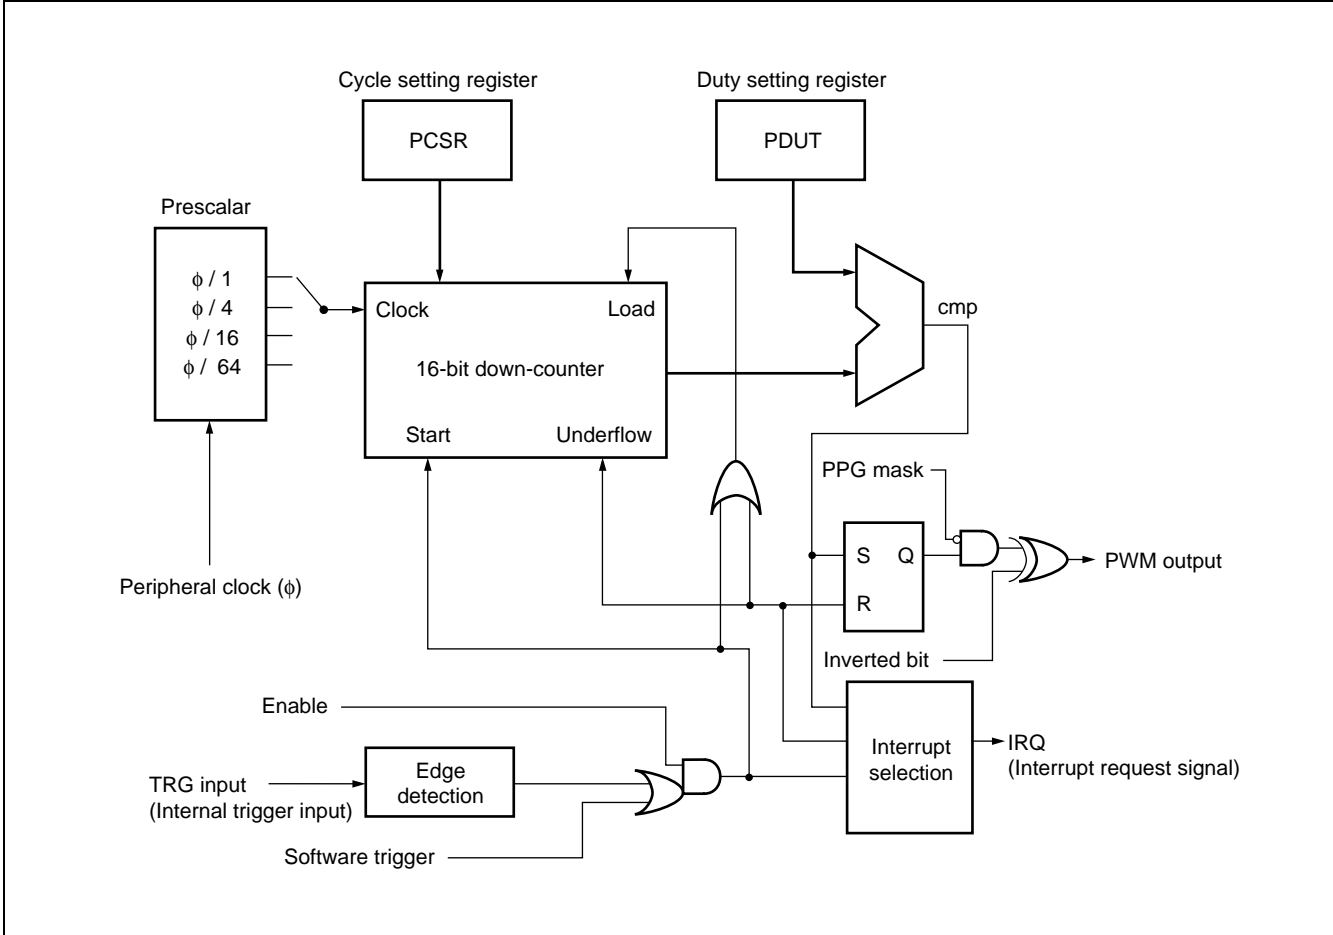 Cycle setting register
PCSR
Duty setting register
PDUT
Prescalar
ϕ / 1
ϕ / 4
ϕ / 16
ϕ / 64
Clock
Load
16-bit down-counter
Start
Underflow
cmp
Peripheral clock (ϕ)
PPG mask
S
Q
R
PWM output
Inverted bit
Enable
TRG input
(Internal trigger input)
Edge
detection
Software trigger
Interrupt
selection
IRQ
(Interrupt request signal)